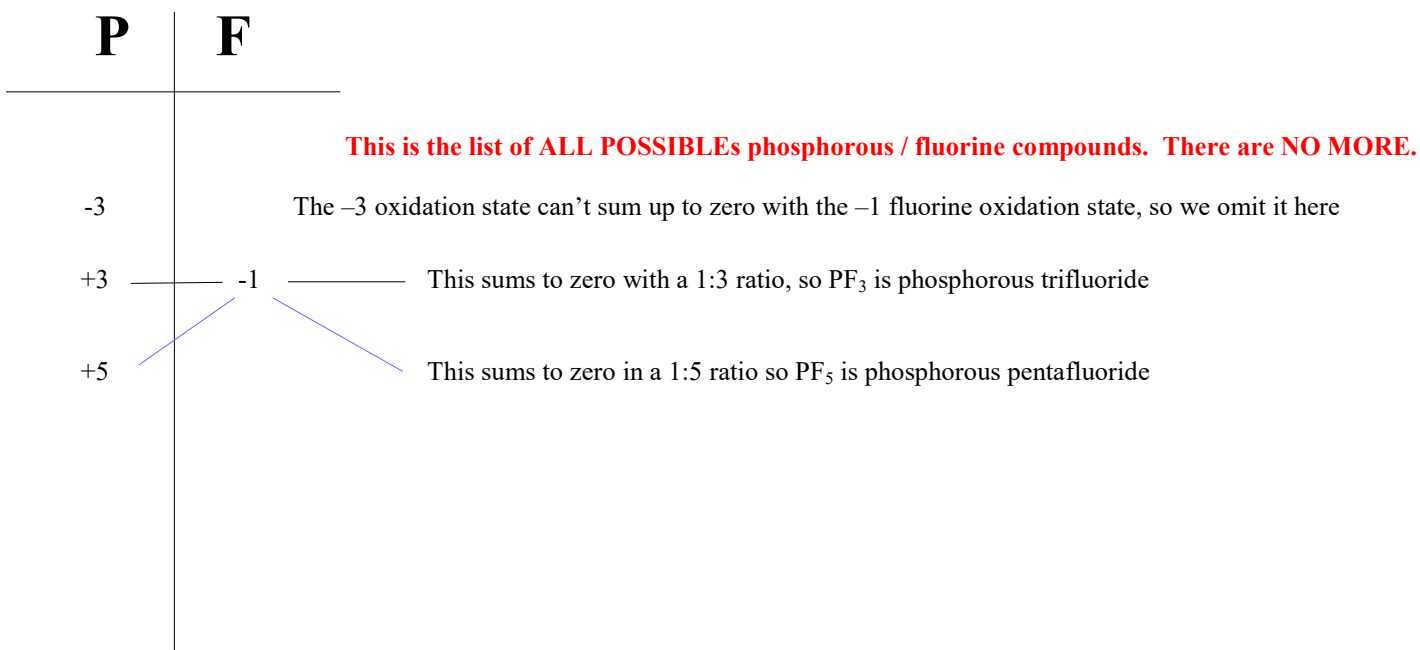 P F
This is the list of ALL POSSIBLEs phosphorous / fluorine compounds. There are NO MORE.
-3 The –3 oxidation state can’t sum up to zero with the –1 fluorine oxidation state, so we omit it here
+3 -1 This sums to zero with a 1:3 ratio, so PF₃ is phosphorous trifluoride
+5 This sums to zero in a 1:5 ratio so PF₅ is phosphorous pentafluoride